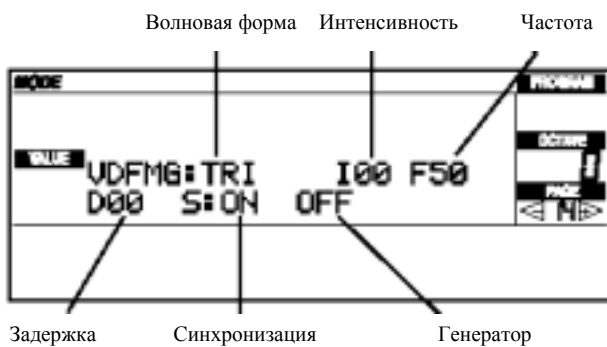 Волновая форма Интенсивность Частота
MODE PROGRAM
OCTAVE
VALUE VDFMG:TRI I00 F50
PAGE
D00 S:ON OFF
Задержка Синхронизация Генератор